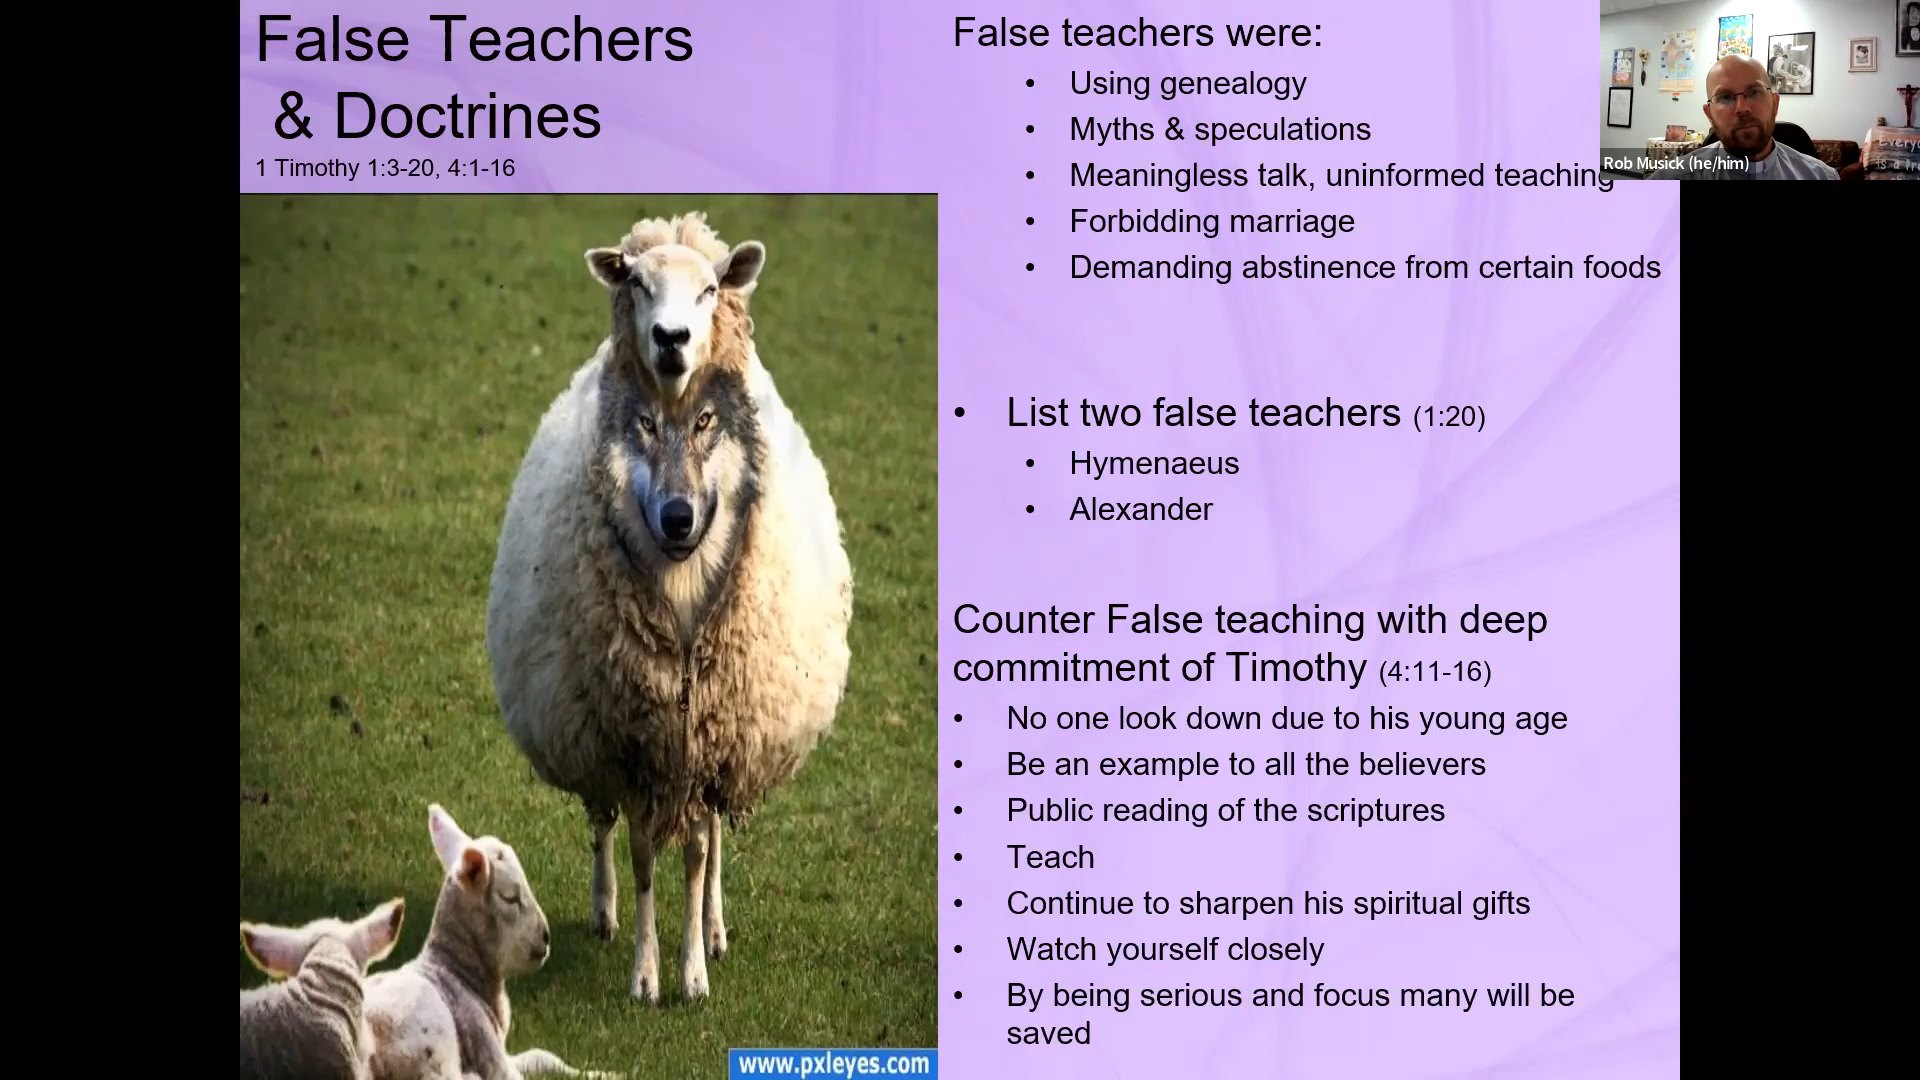 False Teachers
& Doctrines
1 Timothy 1:3-20, 4:1-16
www.pxleyes.com
False teachers were:
• Using genealogy
• Myths & speculations
• Meaningless talk, uninformed teaching
• Forbidding marriage
• Demanding abstinence from certain foods
• List two false teachers (1:20)
• Hymenaeus
• Alexander
Counter False teaching with deep
commitment of Timothy (4:11-16)
• No one look down due to his young age
• Be an example to all the believers
• Public reading of the scriptures
• Teach
• Continue to sharpen his spiritual gifts
• Watch yourself closely
• By being serious and focus many will be
saved
Rob Musick (he/him)